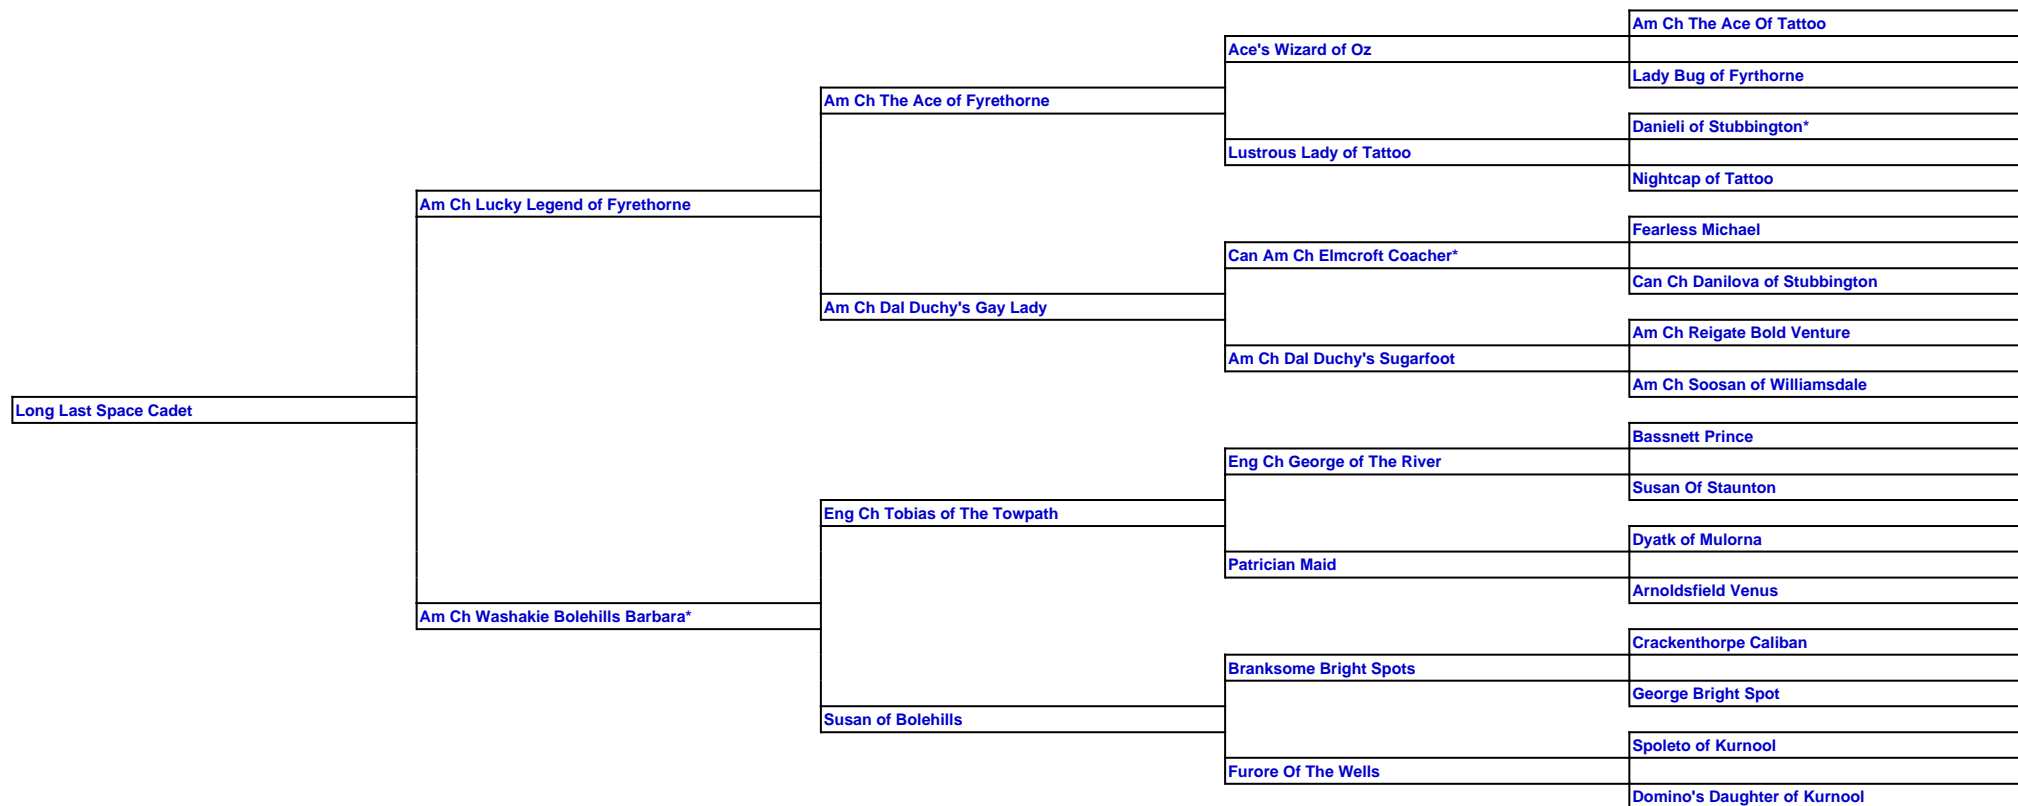 Am Ch The Ace Of Tattoo
Ace's Wizard of Oz
Lady Bug of Fyrthorne
Am Ch The Ace of Fyrethorne
Danieli of Stubbington*
Lustrous Lady of Tattoo
Nightcap of Tattoo
Am Ch Lucky Legend of Fyrethorne
Fearless Michael
Can Am Ch Elmcroft Coacher*
Can Ch Danilova of Stubbington
Am Ch Dal Duchy's Gay Lady
Am Ch Reigate Bold Venture
Am Ch Dal Duchy's Sugarfoot
Am Ch Soosan of Williamsdale
Long Last Space Cadet
Bassnett Prince
Eng Ch George of The River
Susan Of Staunton
Eng Ch Tobias of The Towpath
Dyatk of Mulorna
Patrician Maid
Arnoldsfield Venus
Am Ch Washakie Bolehills Barbara*
Crackenthorpe Caliban
Branksome Bright Spots
George Bright Spot
Susan of Bolehills
Spoleto of Kurnool
Furore Of The Wells
Domino's Daughter of Kurnool